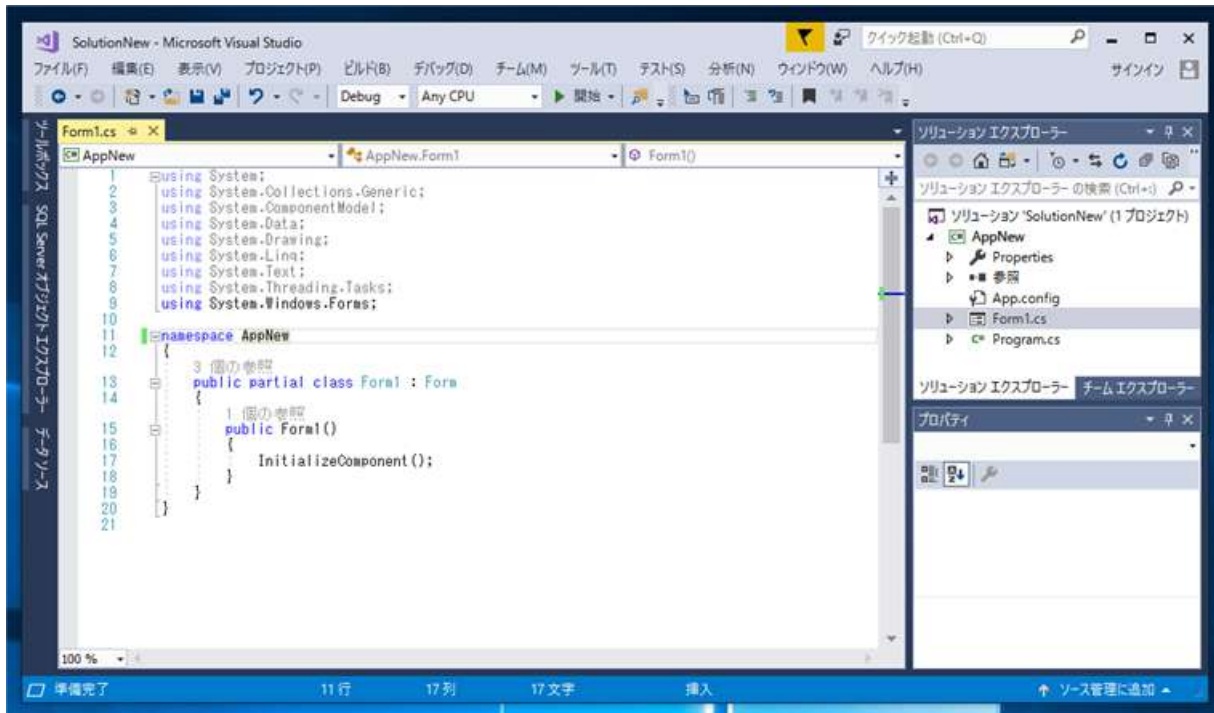 SolutionNew - Microsoft Visual Studio
クイック起動 (Ctrl+Q)
ファイル(F) 編集(E) 表示(V) プロジェクト(P) ビルド(B) デバッグ(D) チーム(M) ツール(T) テスト(S) 分析(N) ウィンドウ(W) ヘルプ(H) サインイン
Debug Any CPU 開始
ツールボックス
SQL Server オブジェクト エクスプローラー
データ ソース
Form1.cs
AppNew AppNew.Form1 Form1()
1 using System;
2 using System.Collections.Generic;
3 using System.ComponentModel;
4 using System.Data;
5 using System.Drawing;
6 using System.Linq;
7 using System.Text;
8 using System.Threading.Tasks;
9 using System.Windows.Forms;
10
11 namespace AppNew
12 {
3 個の参照
13 public partial class Form1 : Form
14 {
1 個の参照
15 public Form1()
16 {
17 InitializeComponent();
18 }
19 }
20 }
21
100 %
ソリューション エクスプローラー
ソリューション エクスプローラー の検索 (Ctrl+:)
ソリューション 'SolutionNew' (1 プロジェクト)
AppNew
Properties
参照
App.config
Form1.cs
C# Program.cs
ソリューション エクスプローラー チーム エクスプローラー
プロパティ
準備完了 11 行 17 列 17 文字 挿入 ソース管理に追加